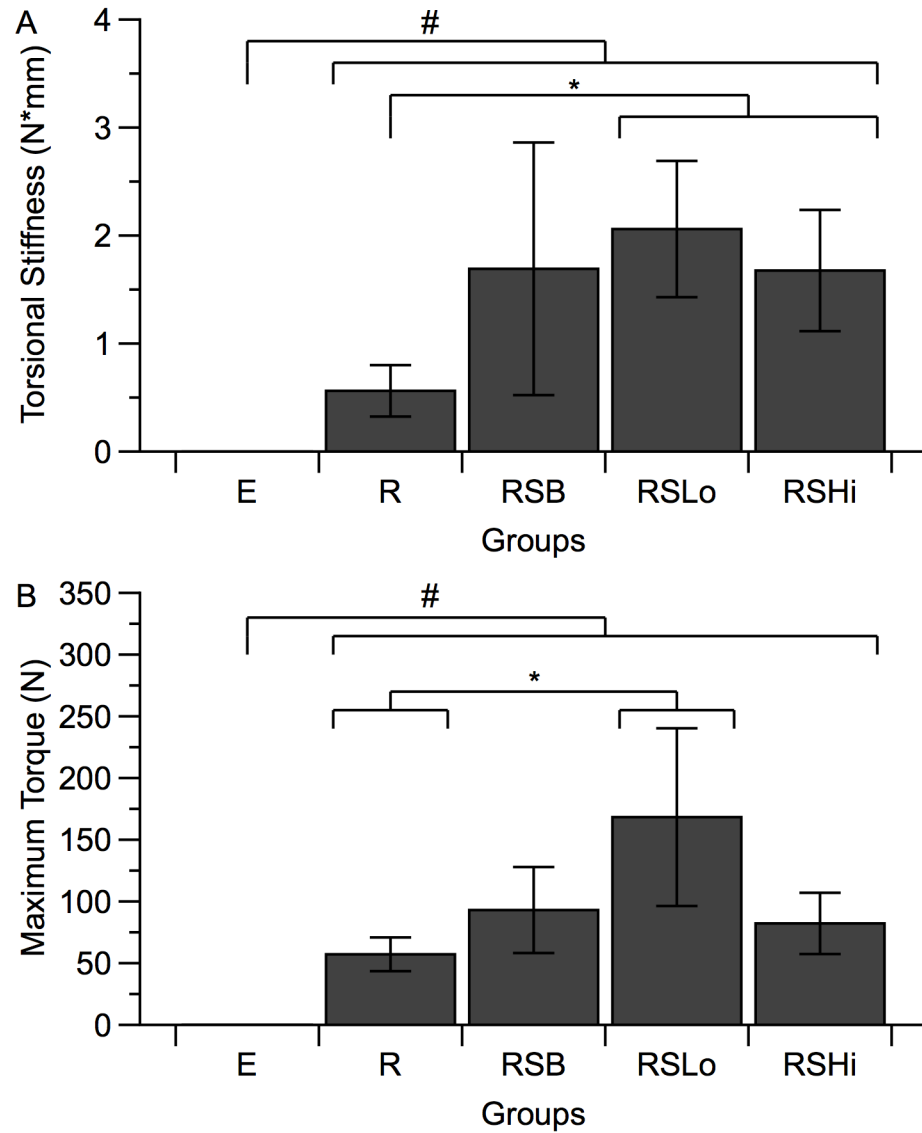 A
Torsional Stiffness (N*mm)
4
3
2
1
0
#
*
E R RSB RSLo RSHi
Groups
B
Maximum Torque (N)
350
300
250
200
150
100
50
0
#
*
E R RSB RSLo RSHi
Groups